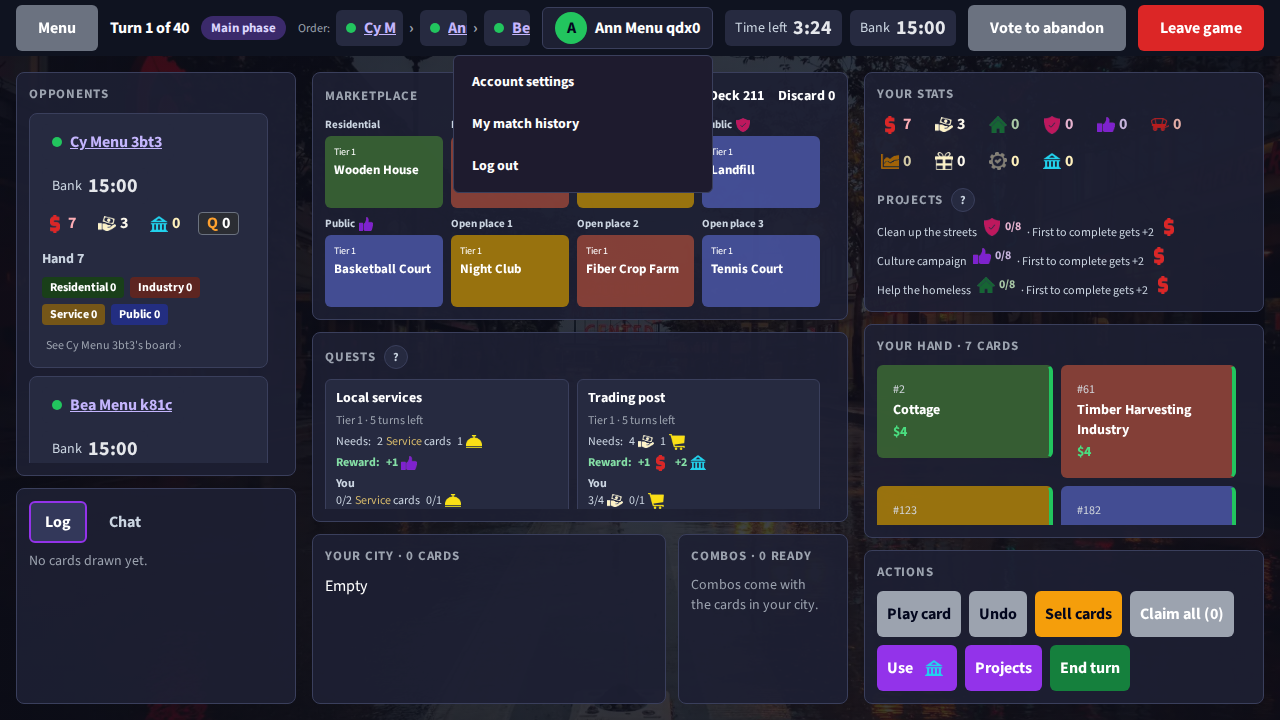 Menu
Turn 1 of 40
Main phase
Order:
Cy M
›
An
›
Be
A
Ann Menu qdx0
Time left 3:24
Bank 15:00
Vote to abandon
Leave game
Account settings
My match history
Log out
OPPONENTS
Cy Menu 3bt3
Bank 15:00
7
3
0
Q 0
Hand 7
Residential 0
Industry 0
Service 0
Public 0
See Cy Menu 3bt3's board ›
Bea Menu k81c
Bank 15:00
Log
Chat
No cards drawn yet.
MARKETPLACE
Deck 211
Discard 0
Residential
Tier 1
Wooden House
Tier 1
Landfill
Public
Tier 1
Basketball Court
Open place 1
Tier 1
Night Club
Open place 2
Tier 1
Fiber Crop Farm
Open place 3
Tier 1
Tennis Court
QUESTS
?
Local services
Tier 1 · 5 turns left
Needs: 2 Service cards 1
Reward: +1
You
0/2 Service cards 0/1
Trading post
Tier 1 · 5 turns left
Needs: 4 1
Reward: +1 +2
You
3/4 0/1
YOUR CITY · 0 CARDS
Empty
COMBOS · 0 READY
Combos come with
the cards in your city.
YOUR STATS
7
3
0
0
0
0
0
0
0
0
PROJECTS
?
Clean up the streets 0/8 · First to complete gets +2
Culture campaign 0/8 · First to complete gets +2
Help the homeless 0/8 · First to complete gets +2
YOUR HAND · 7 CARDS
#2
Cottage
$4
#61
Timber Harvesting
Industry
$4
#123
#182
ACTIONS
Play card
Undo
Sell cards
Claim all (0)
Use
Projects
End turn